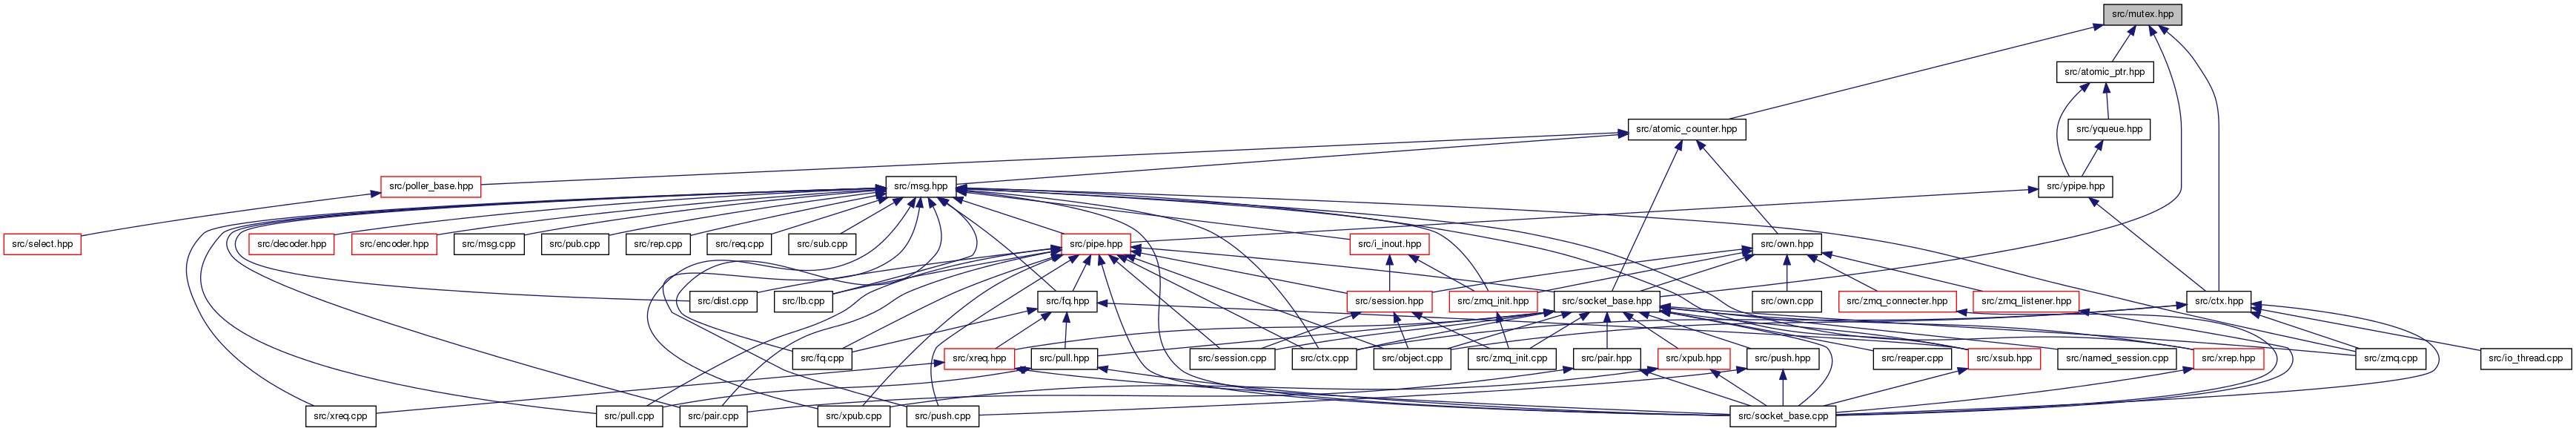 src/mutex.hpp
src/atomic_ptr.hpp
src/atomic_counter.hpp
src/yqueue.hpp
src/poller_base.hpp
src/msg.hpp
src/ypipe.hpp
src/select.hpp
src/decoder.hpp
src/encoder.hpp
src/msg.cpp
src/pub.cpp
src/rep.cpp
src/req.cpp
src/sub.cpp
src/pipe.hpp
src/i_inout.hpp
src/own.hpp
src/dist.cpp
src/lb.cpp
src/fq.hpp
src/session.hpp
src/zmq_init.hpp
src/socket_base.hpp
src/own.cpp
src/zmq_connecter.hpp
src/zmq_listener.hpp
src/ctx.hpp
src/fq.cpp
src/xreq.hpp
src/pull.hpp
src/session.cpp
src/ctx.cpp
src/object.cpp
src/zmq_init.cpp
src/pair.hpp
src/xpub.hpp
src/push.hpp
src/reaper.cpp
src/xsub.hpp
src/named_session.cpp
src/xrep.hpp
src/zmq.cpp
src/io_thread.cpp
src/xreq.cpp
src/pull.cpp
src/pair.cpp
src/xpub.cpp
src/push.cpp
src/socket_base.cpp